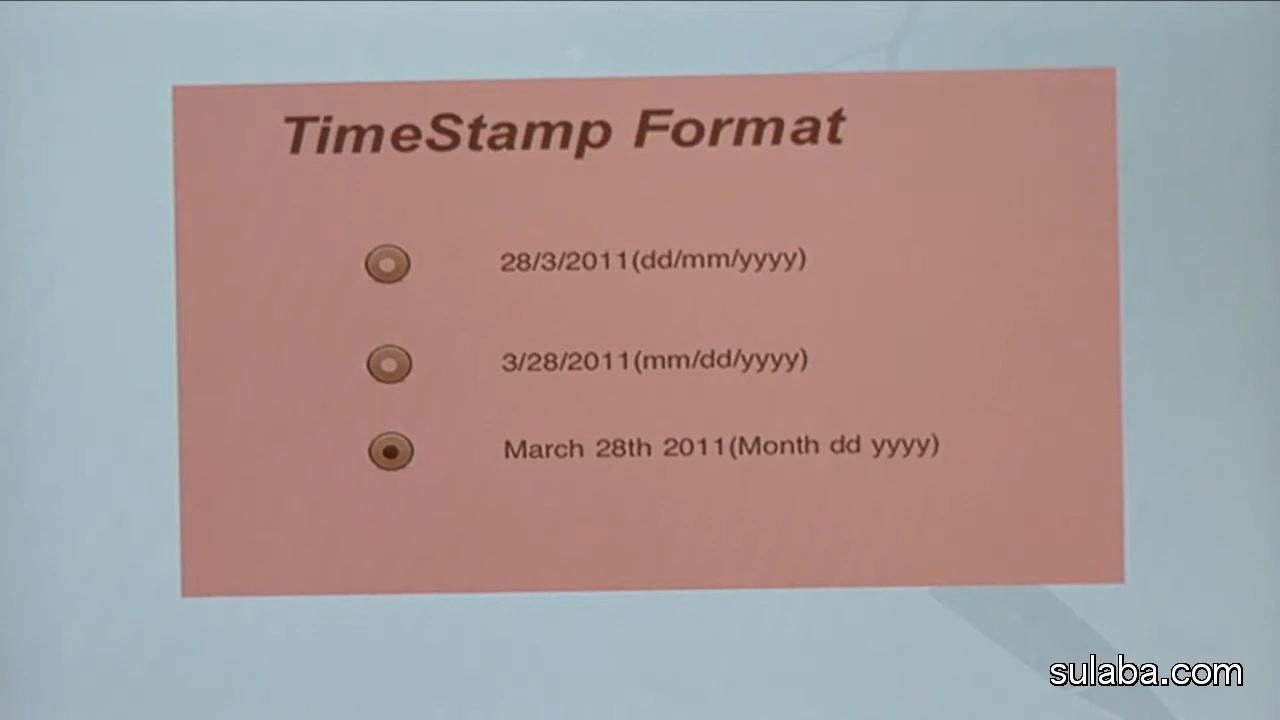 TimeStamp Format
28/3/2011(dd/mm/yyyy)
3/28/2011(mm/dd/yyyy)
March 28th 2011(Month dd yyyy)
sulaba.com